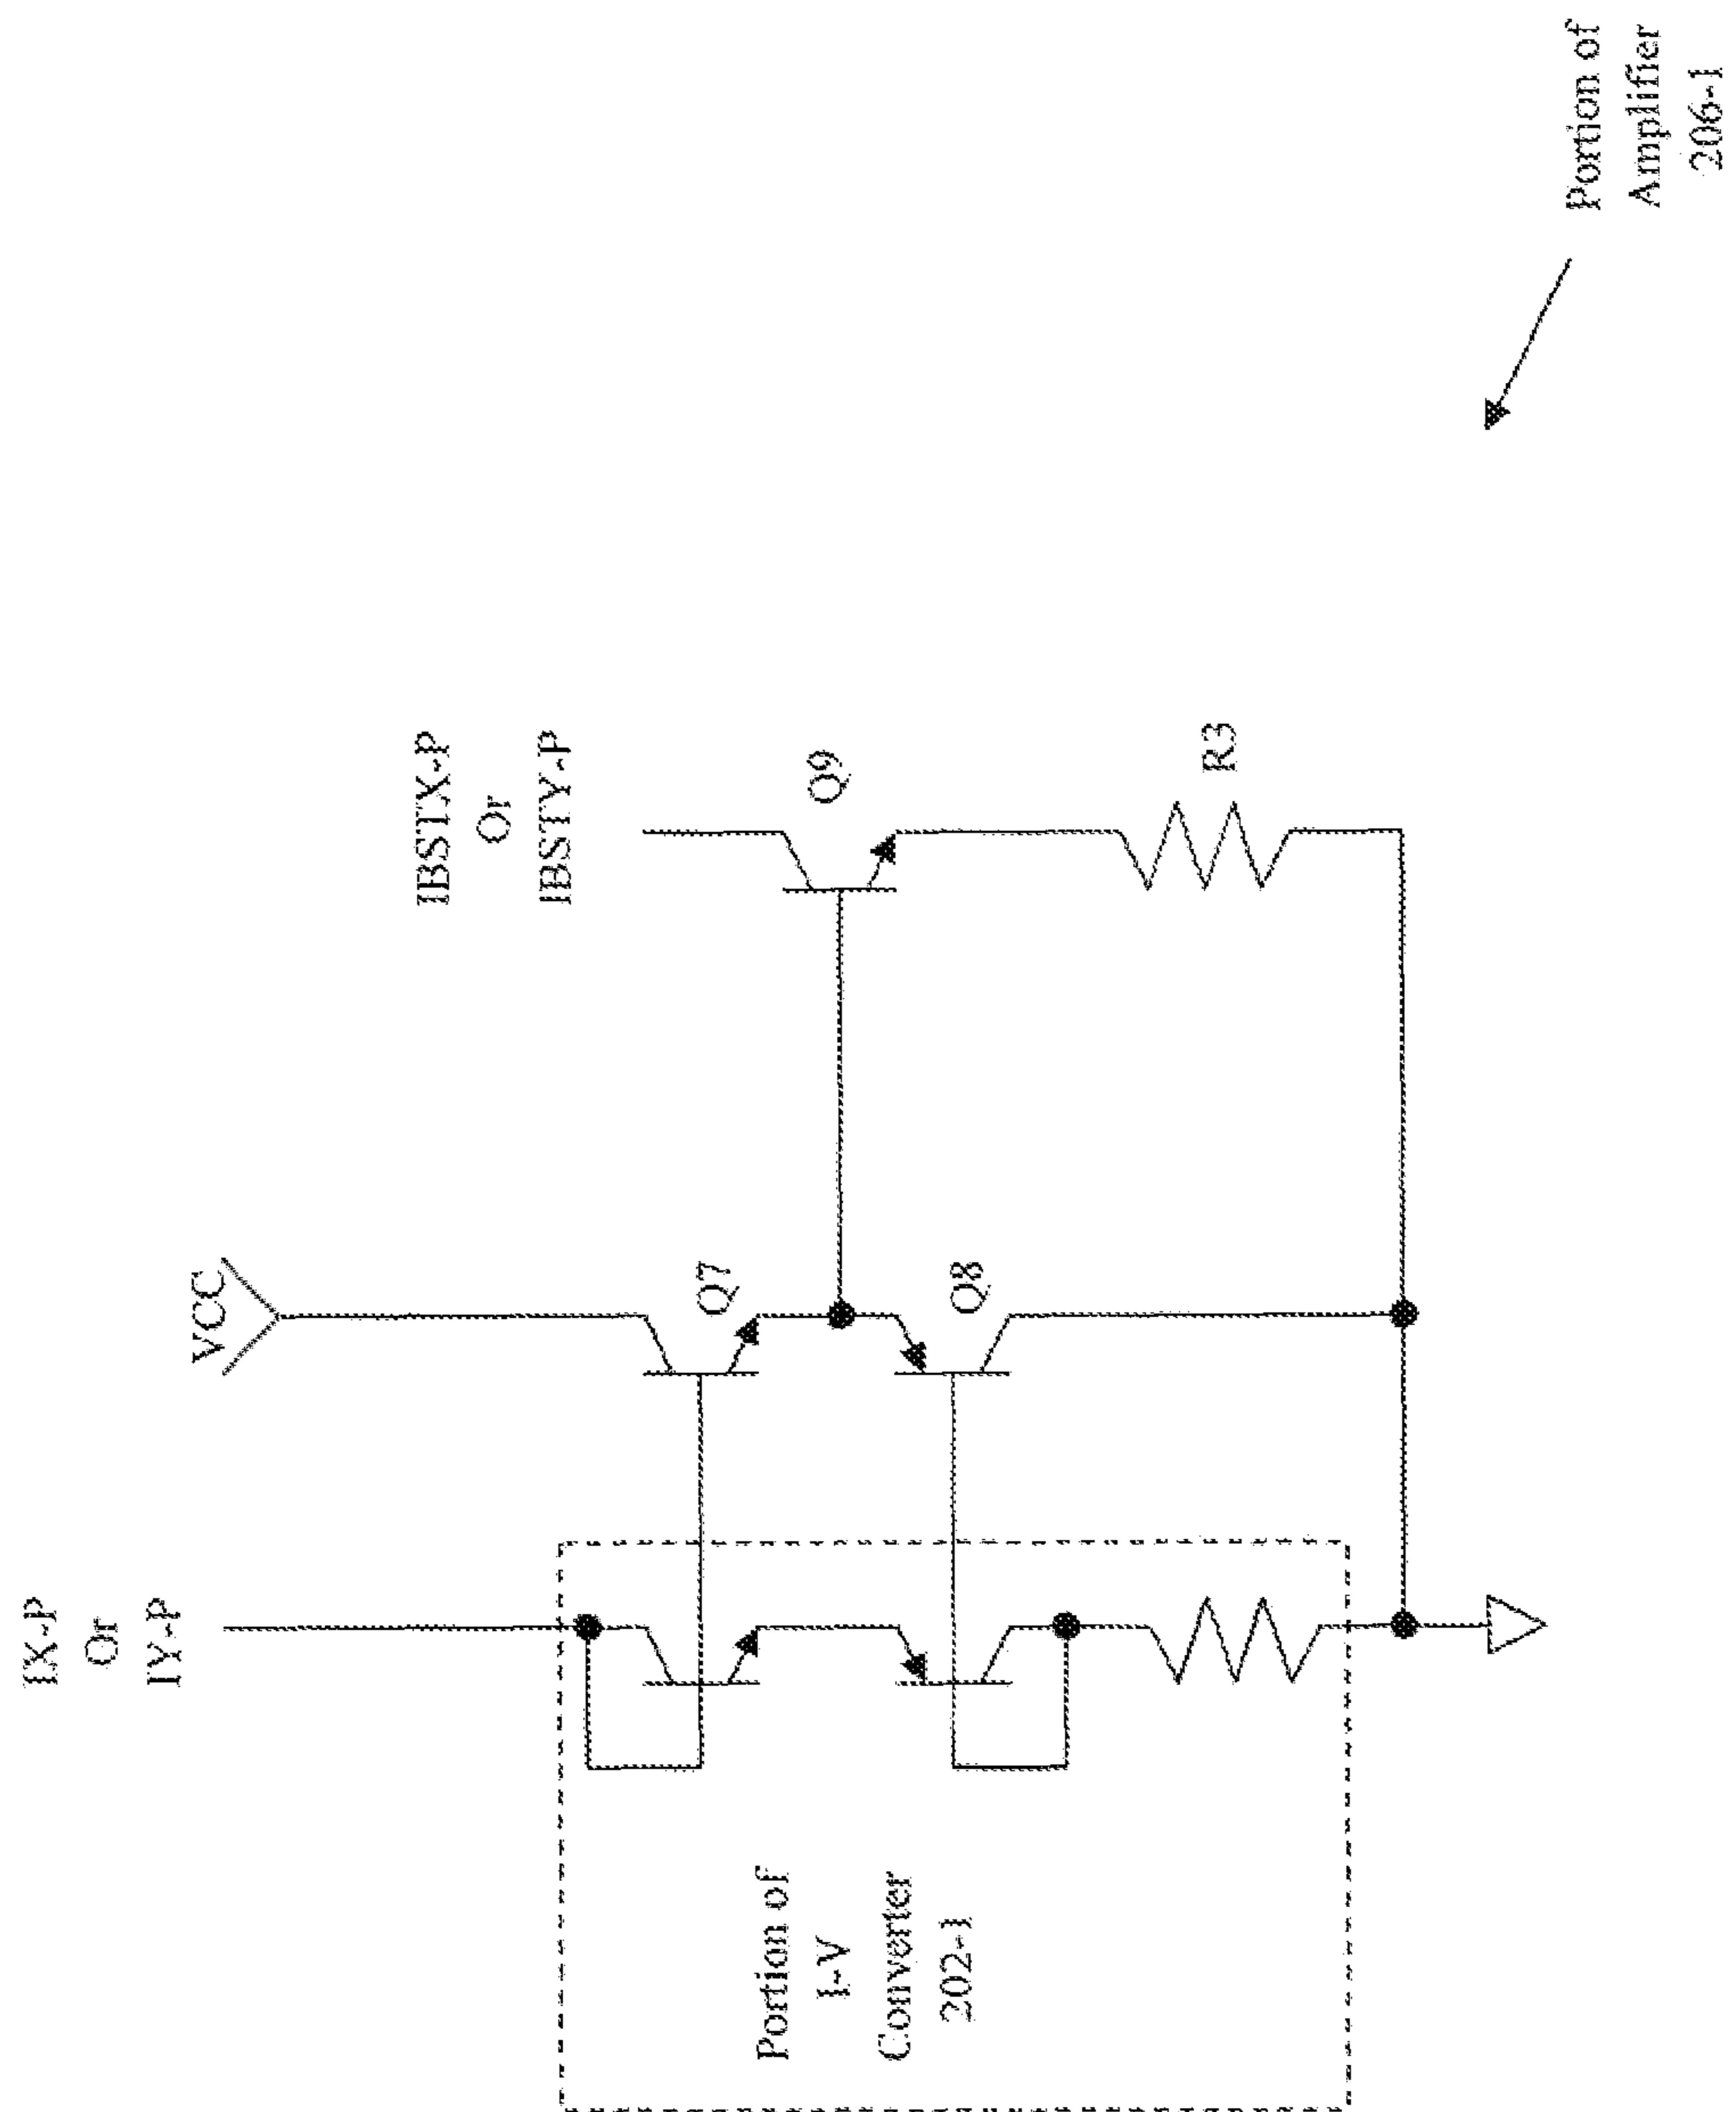 IX-P
Or
IY-P
VCC
IBSTX-P
Or
IBSTY-P
Q7
Q8
Q9
R3
Portion of
I-V
Converter
202-1
Portion of
Amplifier
206-1